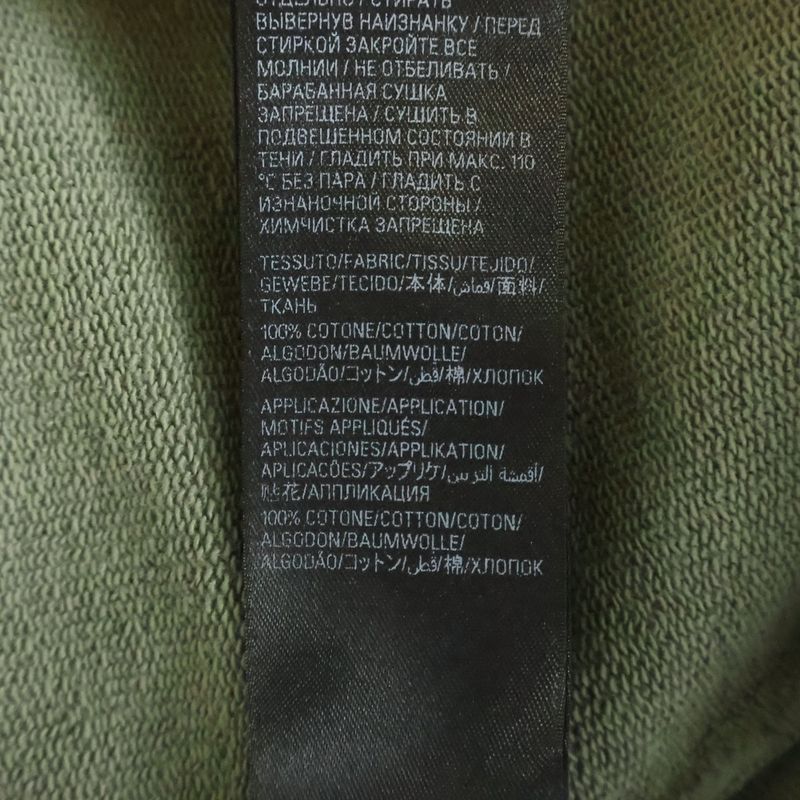 ОТДЕЛЬНО / СТИРАТЬ
ВЫВЕРНУВ НАИЗНАНКУ / ПЕРЕД
СТИРКОЙ ЗАКРОЙТЕ ВСЕ
МОЛНИИ / НЕ ОТБЕЛИВАТЬ /
БАРАБАННАЯ СУШКА
ЗАПРЕЩЕНА / СУШИТЬ В
ПОДВЕШЕННОМ СОСТОЯНИИ В
ТЕНИ / ГЛАДИТЬ ПРИ МАКС. 110
°C БЕЗ ПАРА / ГЛАДИТЬ С
ИЗНАНОЧНОЙ СТОРОНЫ /
ХИМЧИСТКА ЗАПРЕЩЕНА
TESSUTO/FABRIC/TISSU/TEJIDO/
GEWEBE/TECIDO/本体/قماش/面料/
ТКАНЬ
100% COTONE/COTTON/COTON/
ALGODON/BAUMWOLLE/
ALGODÃO/コットン/قطن/棉/ХЛОПОК
APPLICAZIONE/APPLICATION/
MOTIFS APPLIQUÉS/
APLICACIONES/APPLIKATION/
APLICACÕES/アップリケ/أقمشة الترس/
贴花/АППЛИКАЦИЯ
100% COTONE/COTTON/COTON/
ALGODON/BAUMWOLLE/
ALGODÃO/コットン/قطن/棉/ХЛОПОК